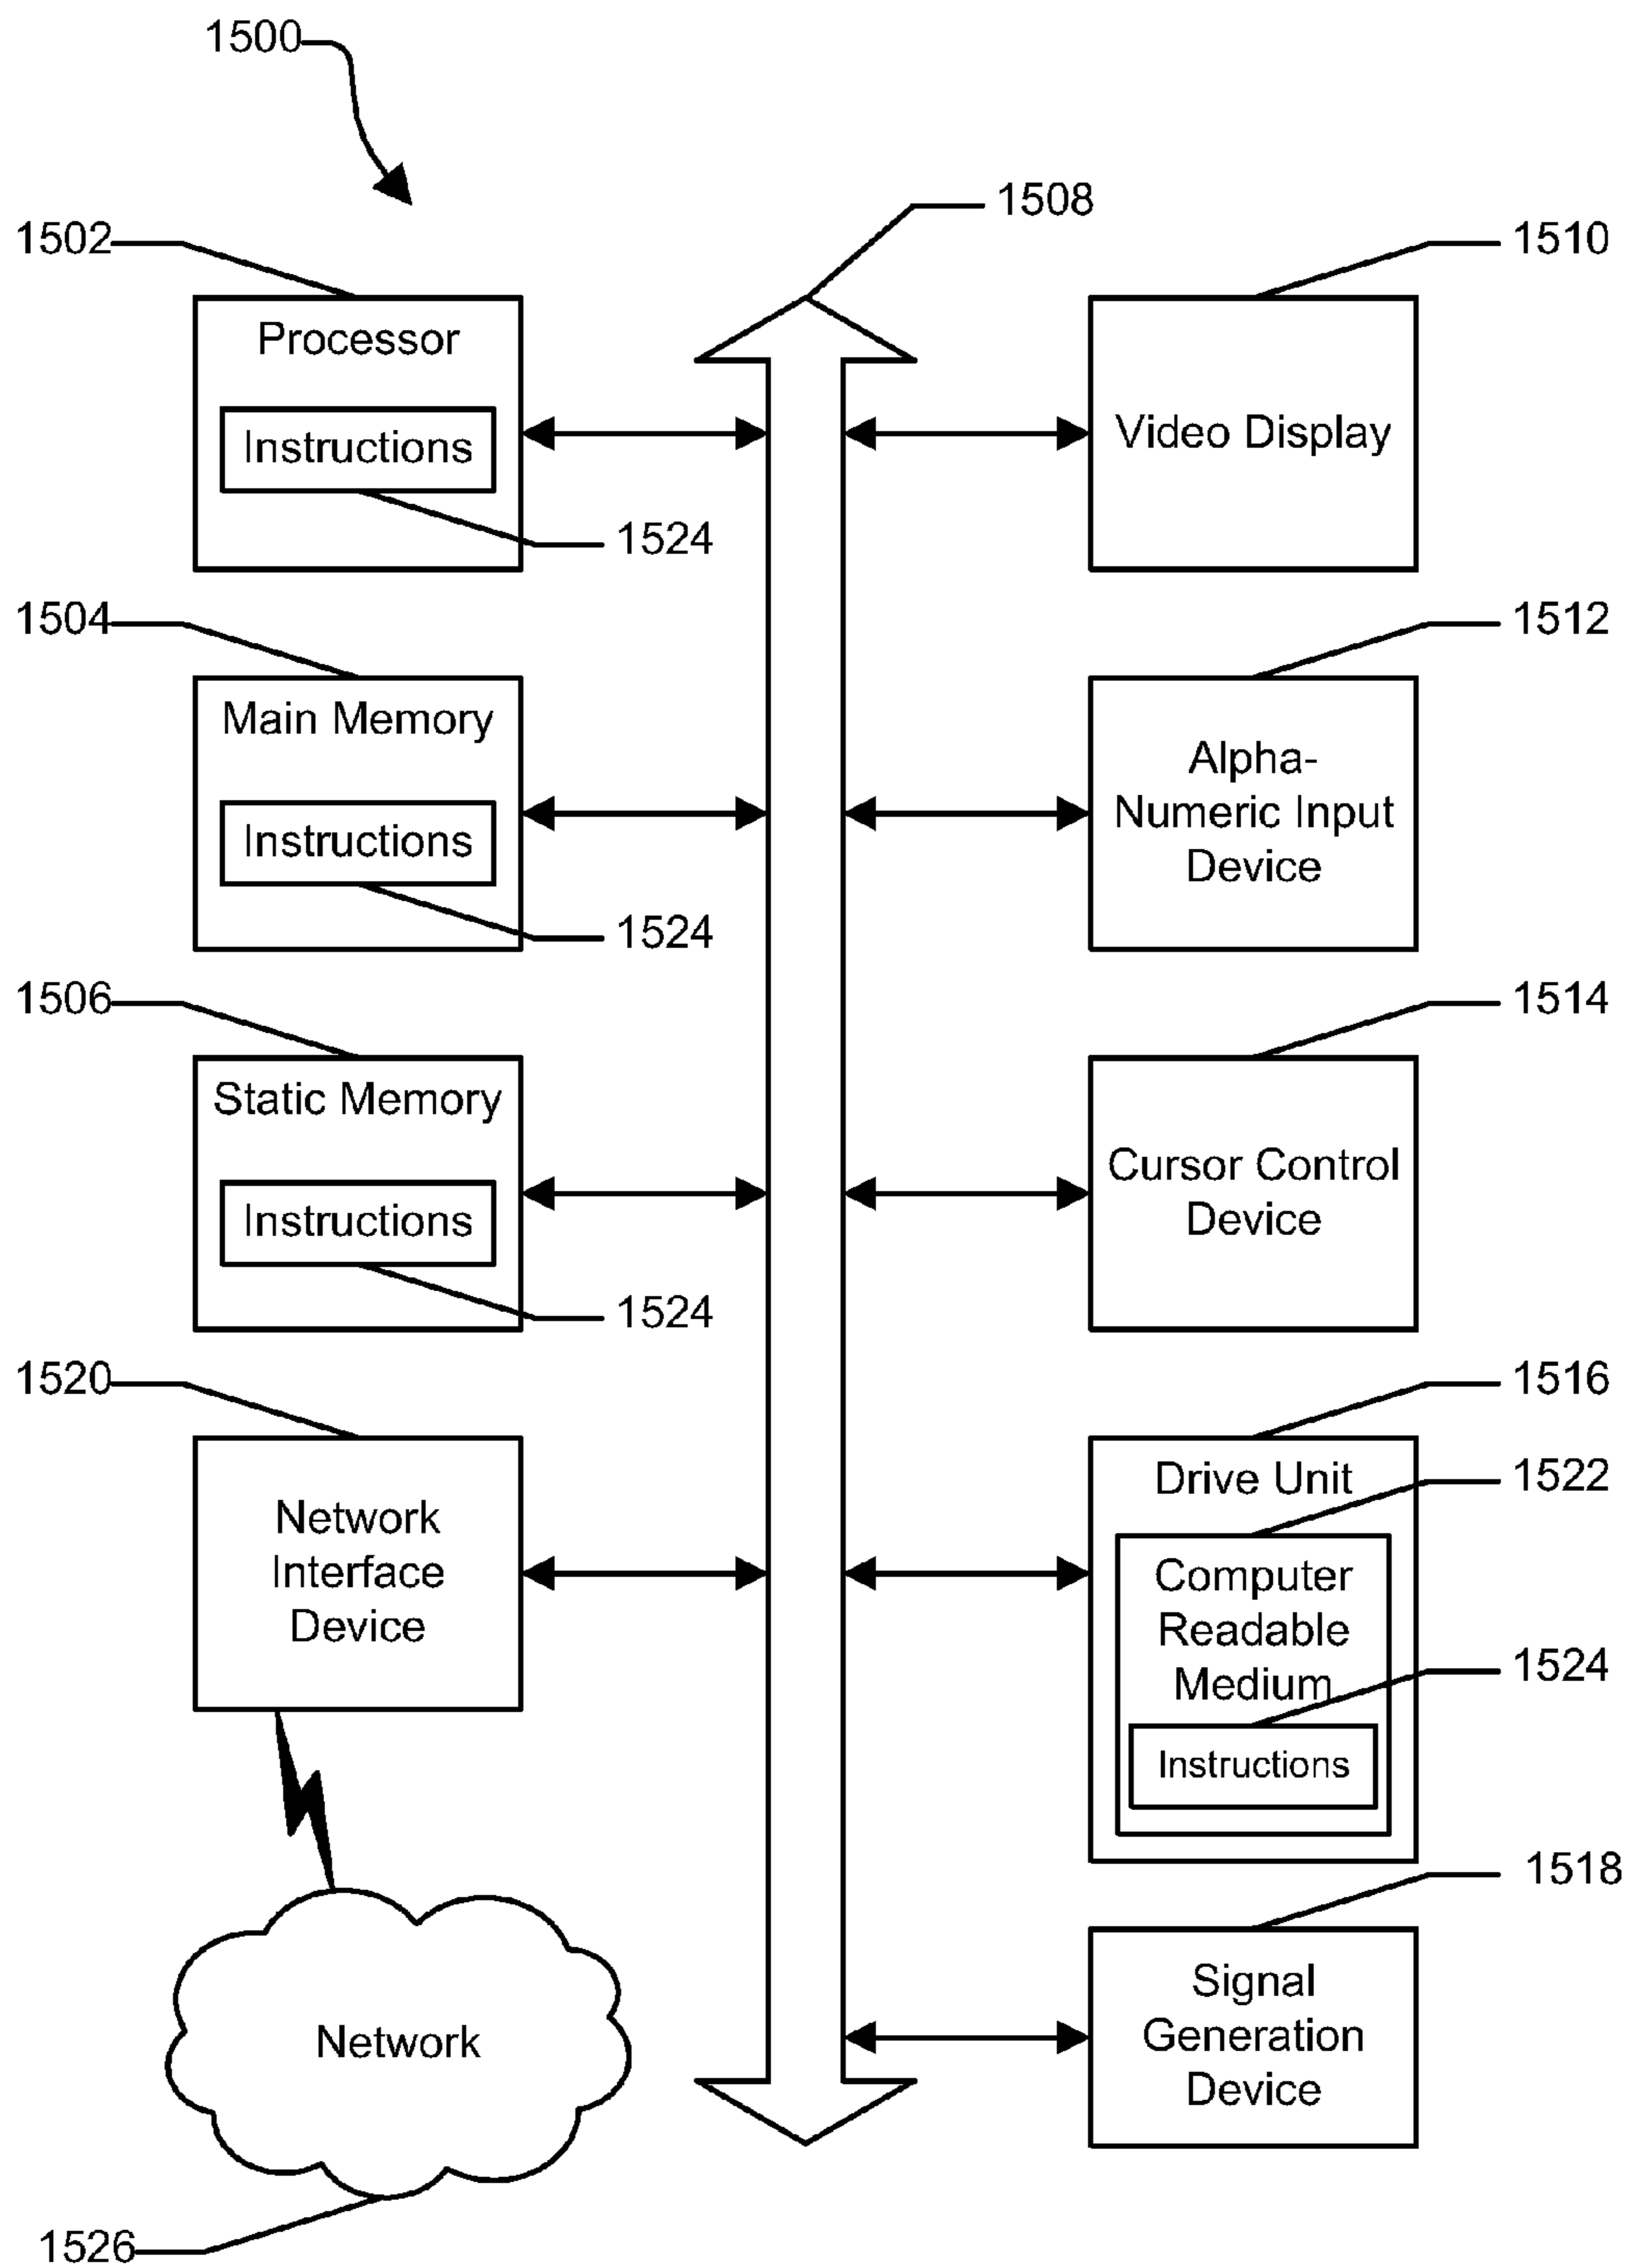 1500
1508
1502
1510
Processor
Instructions
1524
Video Display
1504
1512
Main Memory
Instructions
1524
Alpha-
Numeric Input
Device
1506
1514
Static Memory
Instructions
1524
Cursor Control
Device
1520
1516
Network
Interface
Device
Drive Unit
1522
Computer
Readable
Medium
1524
Instructions
1518
Network
Signal
Generation
Device
1526